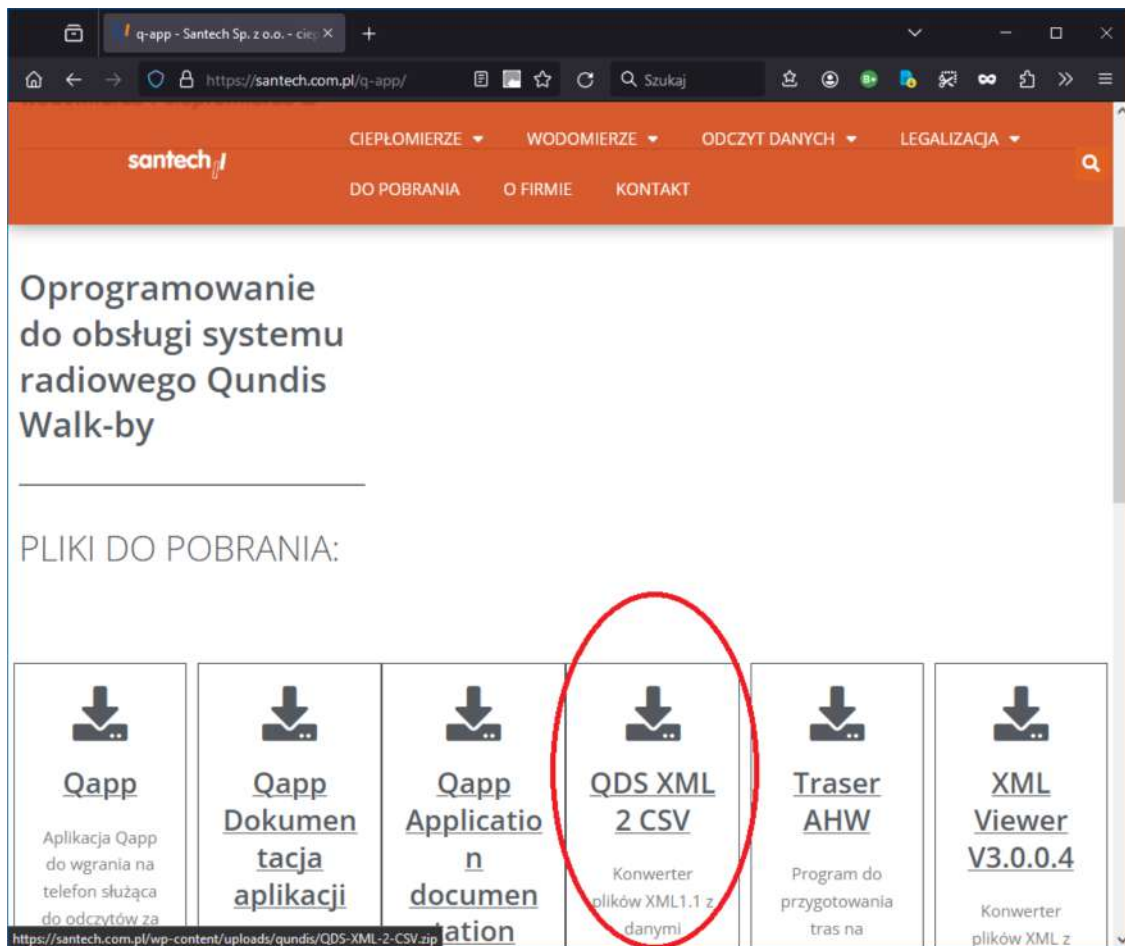 q-app - Santech Sp. z o.o. - ciep
https://santech.com.pl/q-app/
Szukaj
santech
CIEPŁOMIERZE
WODOMIERZE
ODCZYT DANYCH
LEGALIZACJA
DO POBRANIA
O FIRMIE
KONTAKT
Oprogramowanie
do obsługi systemu
radiowego Qundis
Walk-by
PLIKI DO POBRANIA:
Qapp
Aplikacja Qapp
do wgrania na
telefon służąca
do odczytów za
Qapp
Dokumen
tacja
aplikacji
Qapp
Applicatio
n
documen
tation
QDS XML
2 CSV
Konwerter
plików XML1.1 z
danymi
Traser
AHW
Program do
przygotowania
tras na
XML
Viewer
V3.0.0.4
Konwerter
plików XML z
https://santech.com.pl/wp-content/uploads/qundis/QDS-XML-2-CSV.zip